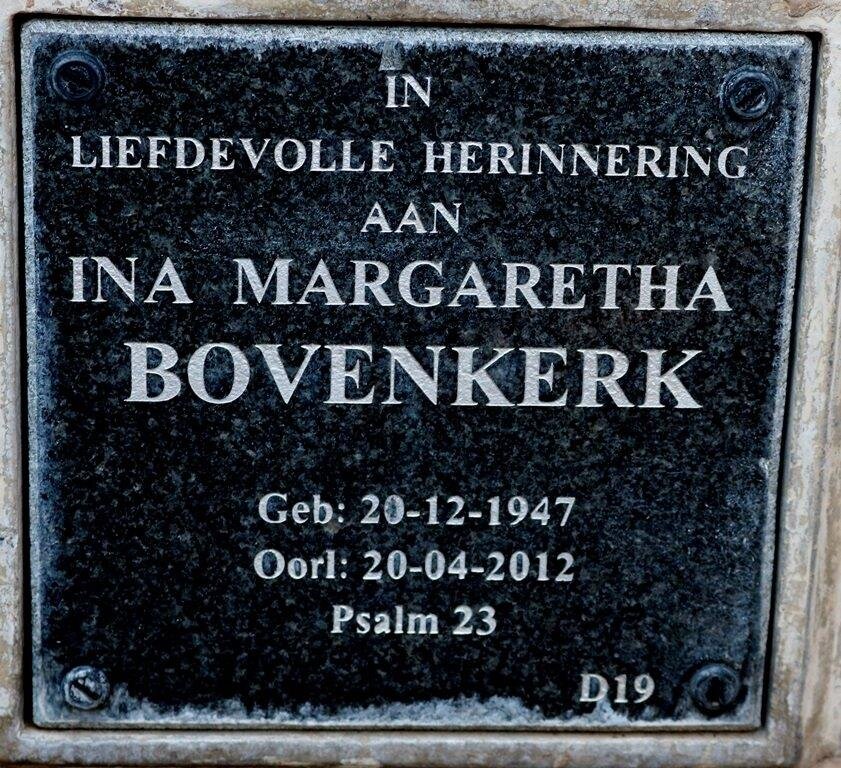 IN
LIEFDEVOLLE HERINNERING
AAN
INA MARGARETHA
BOVENKERK
Geb: 20-12-1947
Oorl: 20-04-2012
Psalm 23
D19